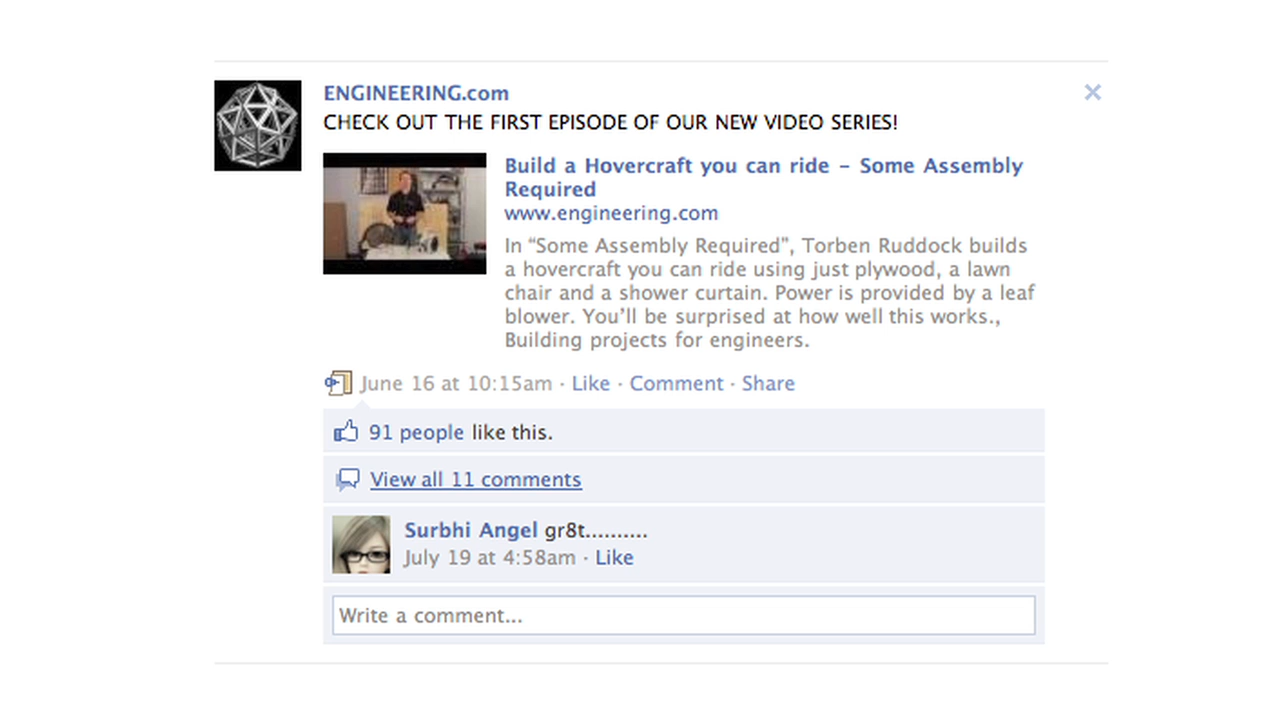 ENGINEERING.com
CHECK OUT THE FIRST EPISODE OF OUR NEW VIDEO SERIES!
Build a Hovercraft you can ride – Some Assembly
Required
www.engineering.com
In “Some Assembly Required”, Torben Ruddock builds
a hovercraft you can ride using just plywood, a lawn
chair and a shower curtain. Power is provided by a leaf
blower. You’ll be surprised at how well this works.,
Building projects for engineers.
June 16 at 10:15am · Like · Comment · Share
91 people like this.
View all 11 comments
Surbhi Angel gr8t..........
July 19 at 4:58am · Like
Write a comment...